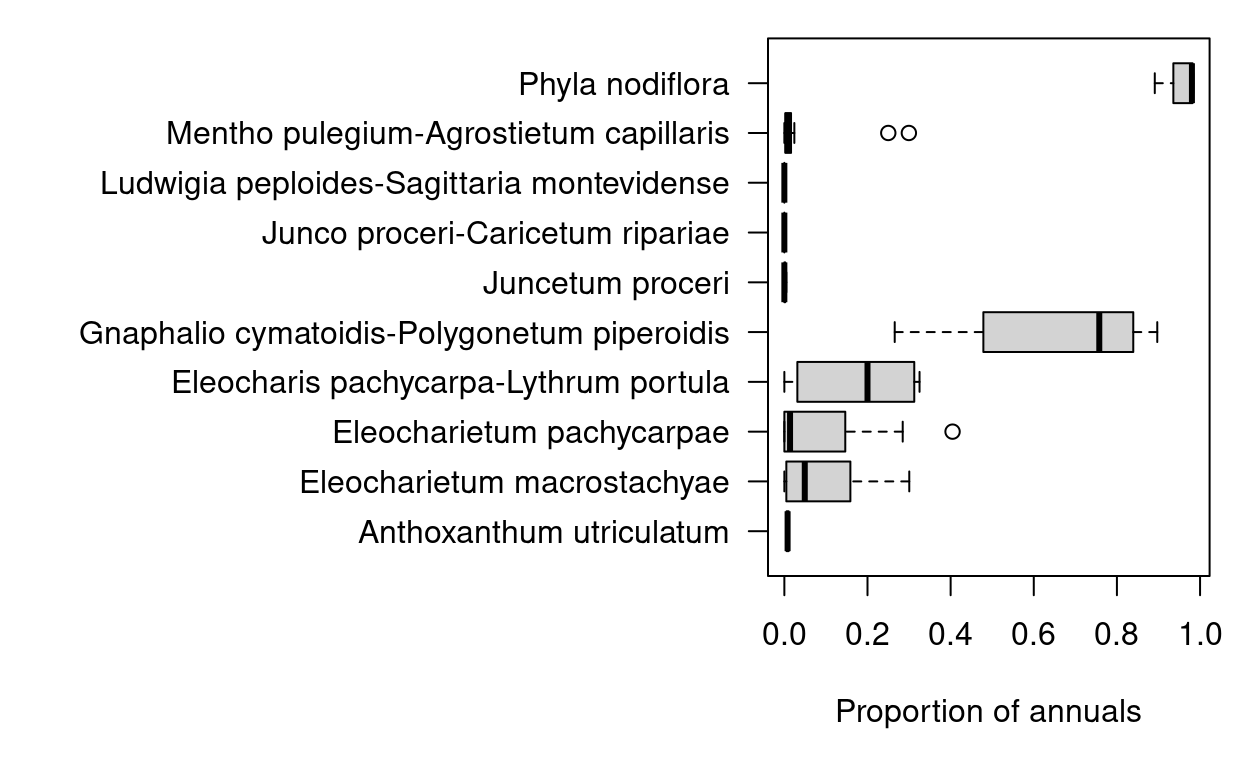 Phyla nodiflora
Mentho pulegium-Agrostietum capillaris
Ludwigia peploides-Sagittaria montevidense
Junco proceri-Caricetum ripariae
Juncetum proceri
Gnaphalio cymatoidis-Polygonetum piperoidis
Eleocharis pachycarpa-Lythrum portula
Eleocharietum pachycarpae
Eleocharietum macrostachyae
Anthoxanthum utriculatum
0.0 0.2 0.4 0.6 0.8 1.0
Proportion of annuals